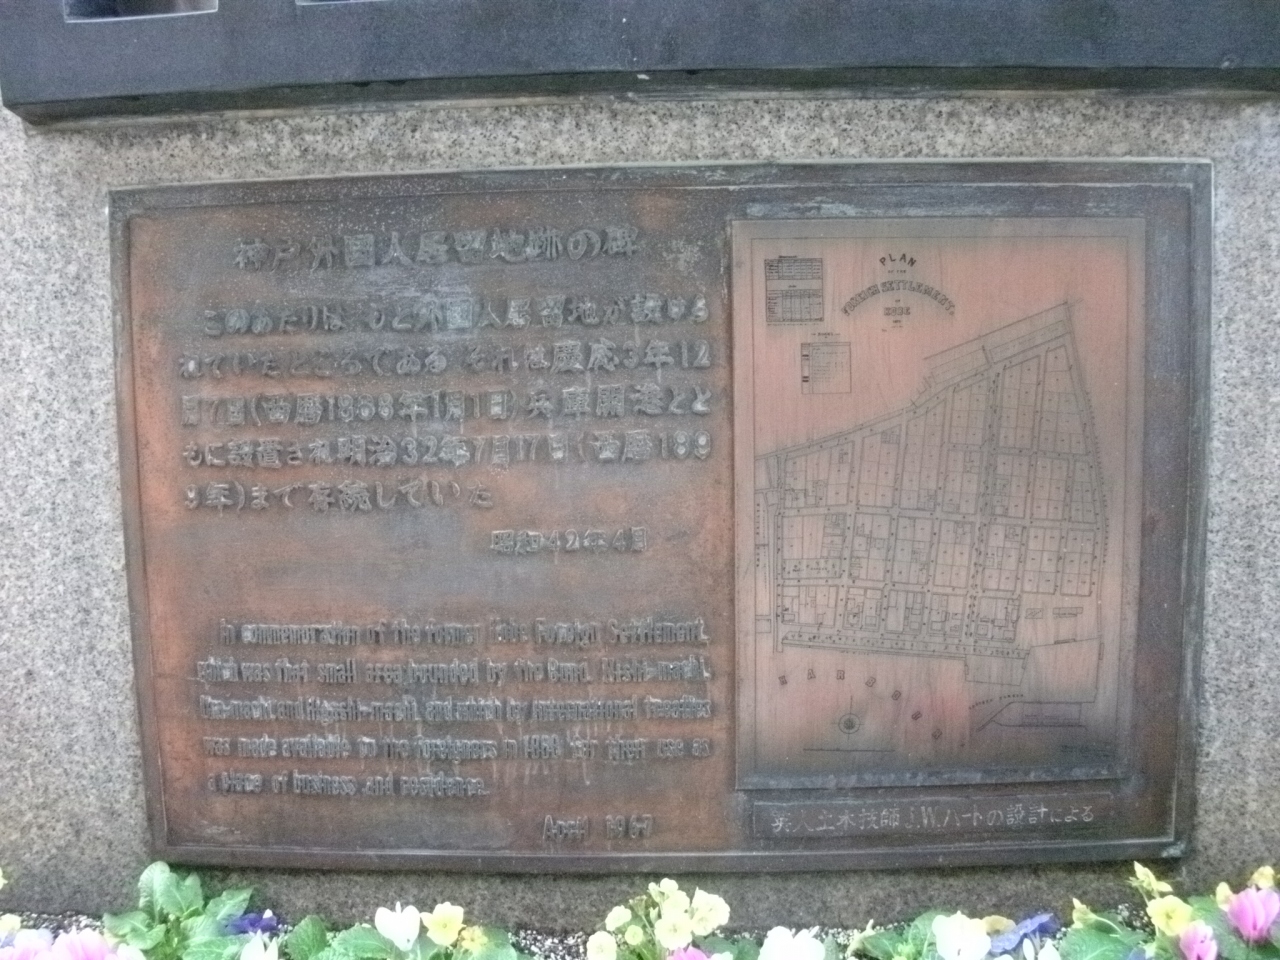 神戸外国人居留地跡の碑
このあたりは、もと外国人居留地が設けら
れていたところである それは慶応3年12
月7日(西暦1868年1月1日)兵庫開港とと
もに設置され明治32年7月17日(西暦189
9年)まで存続していた
昭和42年4月
In commemoration of the former Kobe Foreign Settlement,
which was that small area bounded by the Bund, Nishi-machi,
and Higashi-machi, and which by international treaties
was made available to the foreigners in 1868 for their use as
a place of business and residence.
April 1967
PLAN
OF THE
FOREIGN SETTLEMENT
OF
KOBE
英人土木技師J.W.ハートの設計による